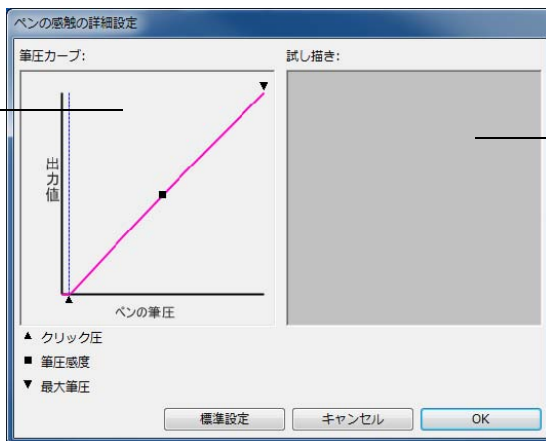 ペンの感触の詳細設定
筆圧カーブ:
試し描き:
出力値
ペンの筆圧
▲ クリック圧
■ 筆圧感度
▼ 最大筆圧
標準設定
キャンセル
OK